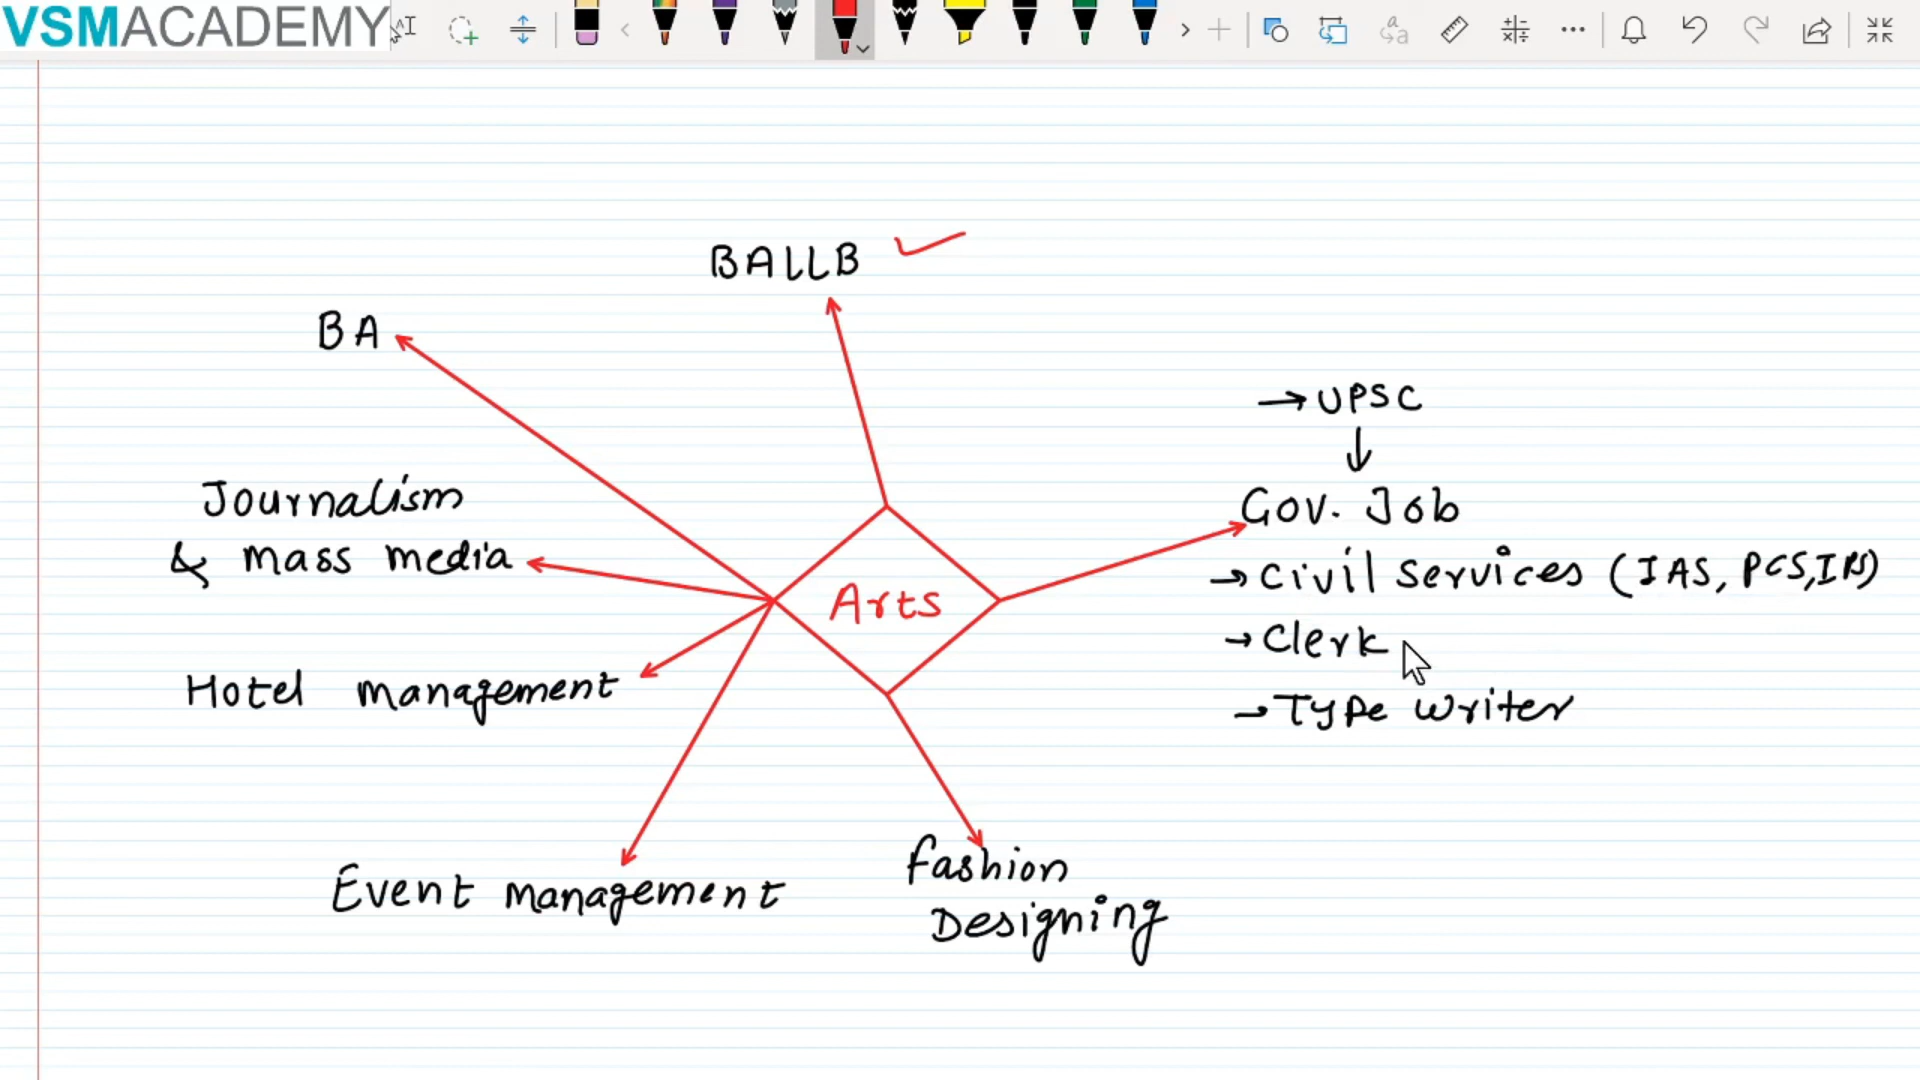 VSMACADEMY
BALLB
BA
→ UPSC
Journalism
& mass media
Gov. Job
→ Civil Services (IAS, PCS, IPS)
Arts
→ Clerk
Hotel management
→ Type writer
Event management
Fashion
Designing